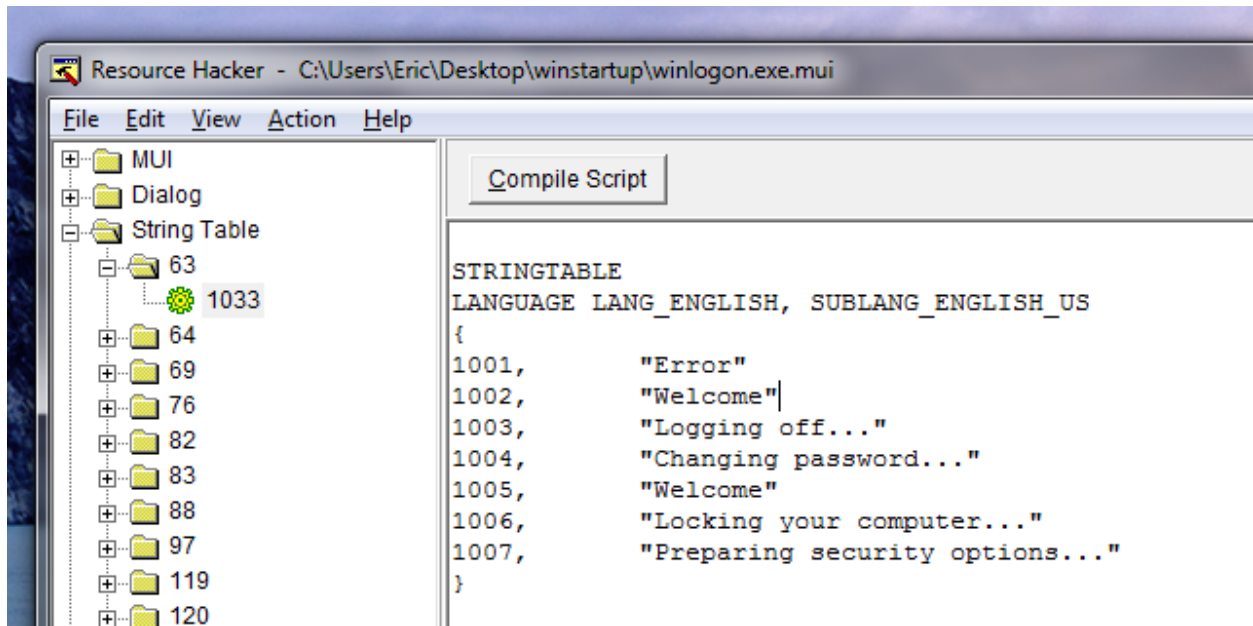 Resource Hacker - C:\Users\Eric\Desktop\winstartup\winlogon.exe.mui
File Edit View Action Help
MUI
Dialog
String Table
63
1033
64
69
76
82
83
88
97
119
120
Compile Script
STRINGTABLE
LANGUAGE LANG_ENGLISH, SUBLANG_ENGLISH_US
{
1001, "Error"
1002, "Welcome"
1003, "Logging off..."
1004, "Changing password..."
1005, "Welcome"
1006, "Locking your computer..."
1007, "Preparing security options..."
}